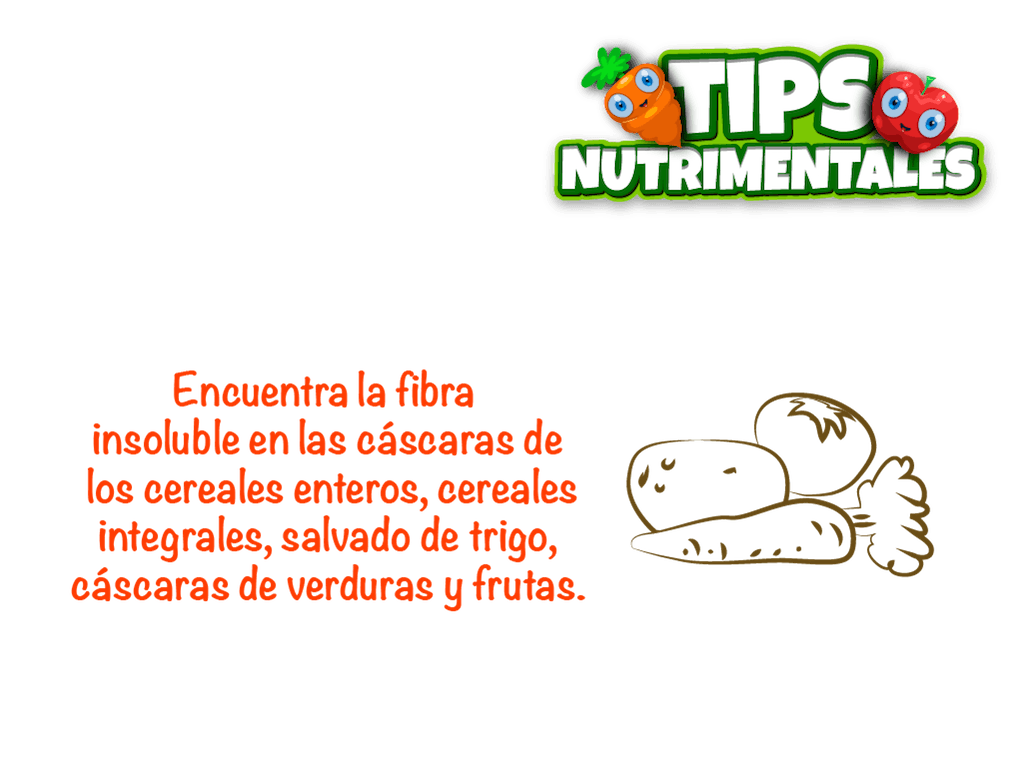 TIPS
NUTRIMENTALES
Encuentra la fibra
insoluble en las cáscaras de
los cereales enteros, cereales
integrales, salvado de trigo,
cáscaras de verduras y frutas.